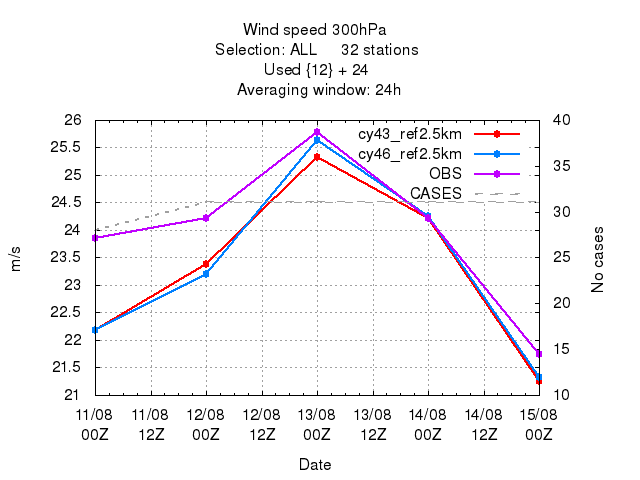 Wind speed 300hPa
Selection: ALL 32 stations
Used {12} + 24
Averaging window: 24h
cy43_ref2.5km
cy46_ref2.5km
OBS
CASES
26
25.5
25
24.5
24
23.5
23
22.5
22
21.5
21
m/s
40
35
30
25
20
15
10
No cases
11/08 11/08 12/08 12/08 13/08 13/08 14/08 14/08 15/08
00Z 12Z 00Z 12Z 00Z 12Z 00Z 12Z 00Z
Date